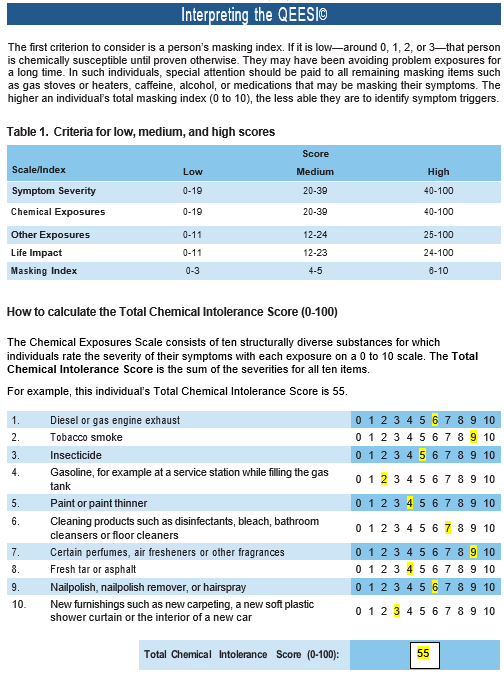 Interpreting the QEESI©
The first criterion to consider is a person's masking index. If it is low—around 0, 1, 2, or 3—that person
is chemically susceptible until proven otherwise. They may have been avoiding problem exposures for
a long time. In such individuals, special attention should be paid to all remaining masking items such
as gas stoves or heaters, caffeine, alcohol, or medications that may be masking their symptoms. The
higher an individual's total masking index (0 to 10), the less able they are to identify symptom triggers.
Table 1. Criteria for low, medium, and high scores
Score
Scale/Index Low Medium High
Symptom Severity 0-19 20-39 40-100
Chemical Exposures 0-19 20-39 40-100
Other Exposures 0-11 12-24 25-100
Life Impact 0-11 12-23 24-100
Masking Index 0-3 4-5 6-10
How to calculate the Total Chemical Intolerance Score (0-100)
The Chemical Exposures Scale consists of ten structurally diverse substances for which
individuals rate the severity of their symptoms with each exposure on a 0 to 10 scale. The Total
Chemical Intolerance Score is the sum of the severities for all ten items.
For example, this individual's Total Chemical Intolerance Score is 55.
1. Diesel or gas engine exhaust 0 1 2 3 4 5 6 7 8 9 10
2. Tobacco smoke 0 1 2 3 4 5 6 7 8 9 10
3. Insecticide 0 1 2 3 4 5 6 7 8 9 10
4. Gasoline, for example at a service station while filling the gas
tank 0 1 2 3 4 5 6 7 8 9 10
5. Paint or paint thinner 0 1 2 3 4 5 6 7 8 9 10
6. Cleaning products such as disinfectants, bleach, bathroom
cleansers or floor cleaners 0 1 2 3 4 5 6 7 8 9 10
7. Certain perfumes, air fresheners or other fragrances 0 1 2 3 4 5 6 7 8 9 10
8. Fresh tar or asphalt 0 1 2 3 4 5 6 7 8 9 10
9. Nailpolish, nailpolish remover, or hairspray 0 1 2 3 4 5 6 7 8 9 10
10. New furnishings such as new carpeting, a new soft plastic
shower curtain or the interior of a new car 0 1 2 3 4 5 6 7 8 9 10
Total Chemical Intolerance Score (0-100): 55